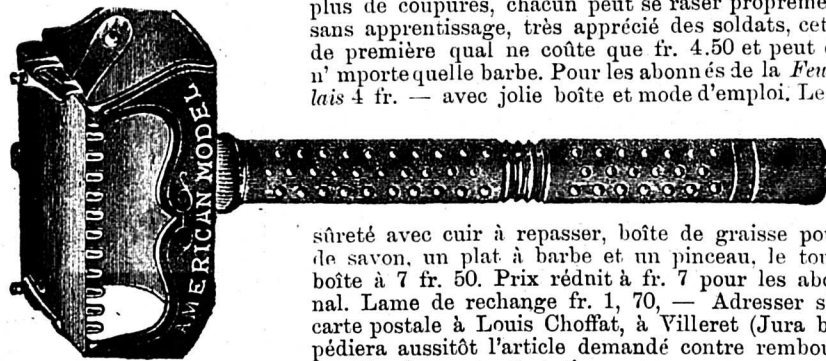 plus de coupures, chacun peut se raser propreme
sans apprentissage, très apprécié des soldats, cet
de première qual ne coûte que fr. 4.50 et peut
n' mporte quelle barbe. Pour les abonnés de la Feu
lais 4 fr. — avec jolie boîte et mode d'emploi. Le
AMERICAN MODEL
sûreté avec cuir à repasser, boîte de graisse po
de savon, un plat à barbe et un pinceau, le to
boîte à 7 fr. 50. Prix rédnit à fr. 7 pour les abo
nal. Lame de rechange fr. 1, 70, — Adresser s
carte postale à Louis Choffat, à Villeret (Jura b
pédiera aussitôt l'article demandé contre rembou